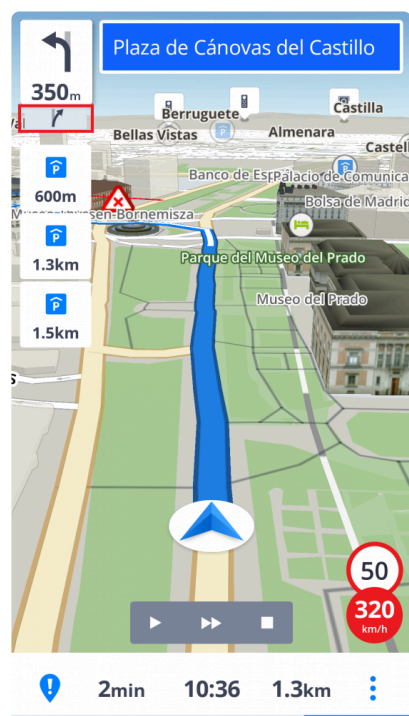 Plaza de Cánovas del Castillo
350m
Berruguete
Castilla
Bellas Vistas
Almenara
Castell
Banco de Esp
Palacio de Comunica
P
600m
Bolsa de Madrid
Bornemisza
P
1.3km
Parque del Museo del Prado
P
1.5km
Museo del Prado
50
320
km/h
2min
10:36
1.3km